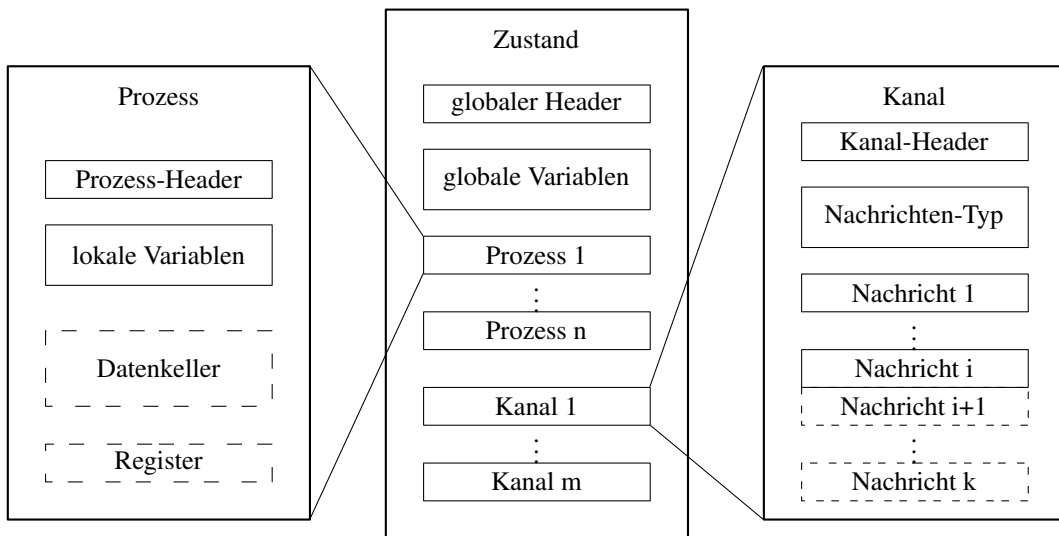 Prozess
Prozess-Header
lokale Variablen
Datenkeller
Register
Zustand
globaler Header
globale Variablen
Prozess 1
Prozess n
Kanal 1
Kanal m
Kanal
Kanal-Header
Nachrichten-Typ
Nachricht 1
Nachricht i
Nachricht i+1
Nachricht k